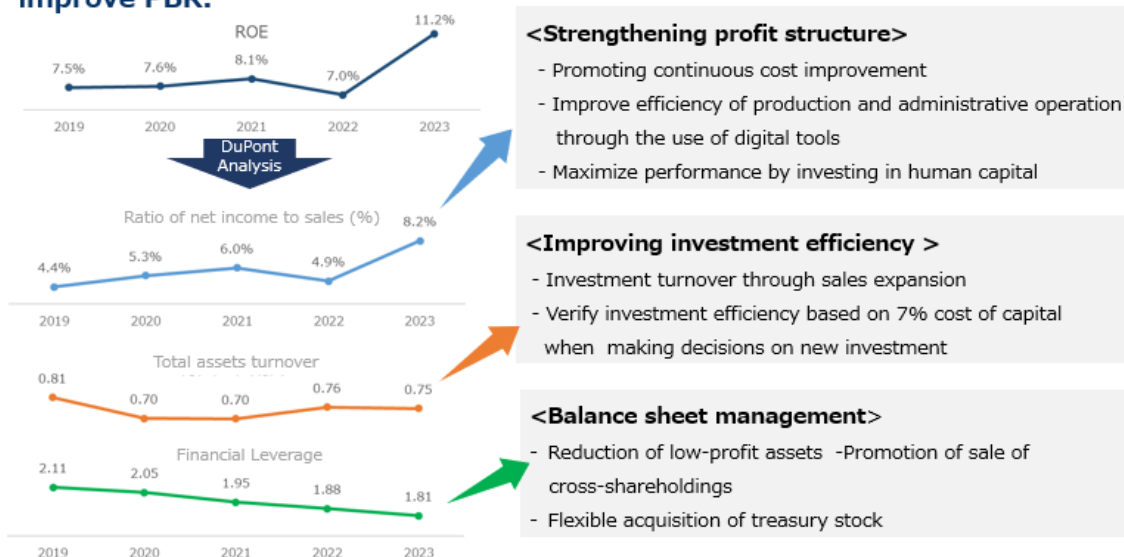 improve PBR.
ROE
7.5%
7.6%
8.1%
7.0%
11.2%
2019
2020
2021
2022
2023
DuPont
Analysis
Ratio of net income to sales (%)
4.4%
5.3%
6.0%
4.9%
8.2%
2019
2020
2021
2022
2023
Total assets turnover
0.81
0.70
0.70
0.76
0.75
Financial Leverage
2.11
2.05
1.95
1.88
1.81
2019
2020
2021
2022
2023
<Strengthening profit structure>
- Promoting continuous cost improvement
- Improve efficiency of production and administrative operation
through the use of digital tools
- Maximize performance by investing in human capital
<Improving investment efficiency >
- Investment turnover through sales expansion
- Verify investment efficiency based on 7% cost of capital
when making decisions on new investment
<Balance sheet management>
- Reduction of low-profit assets -Promotion of sale of
cross-shareholdings
- Flexible acquisition of treasury stock